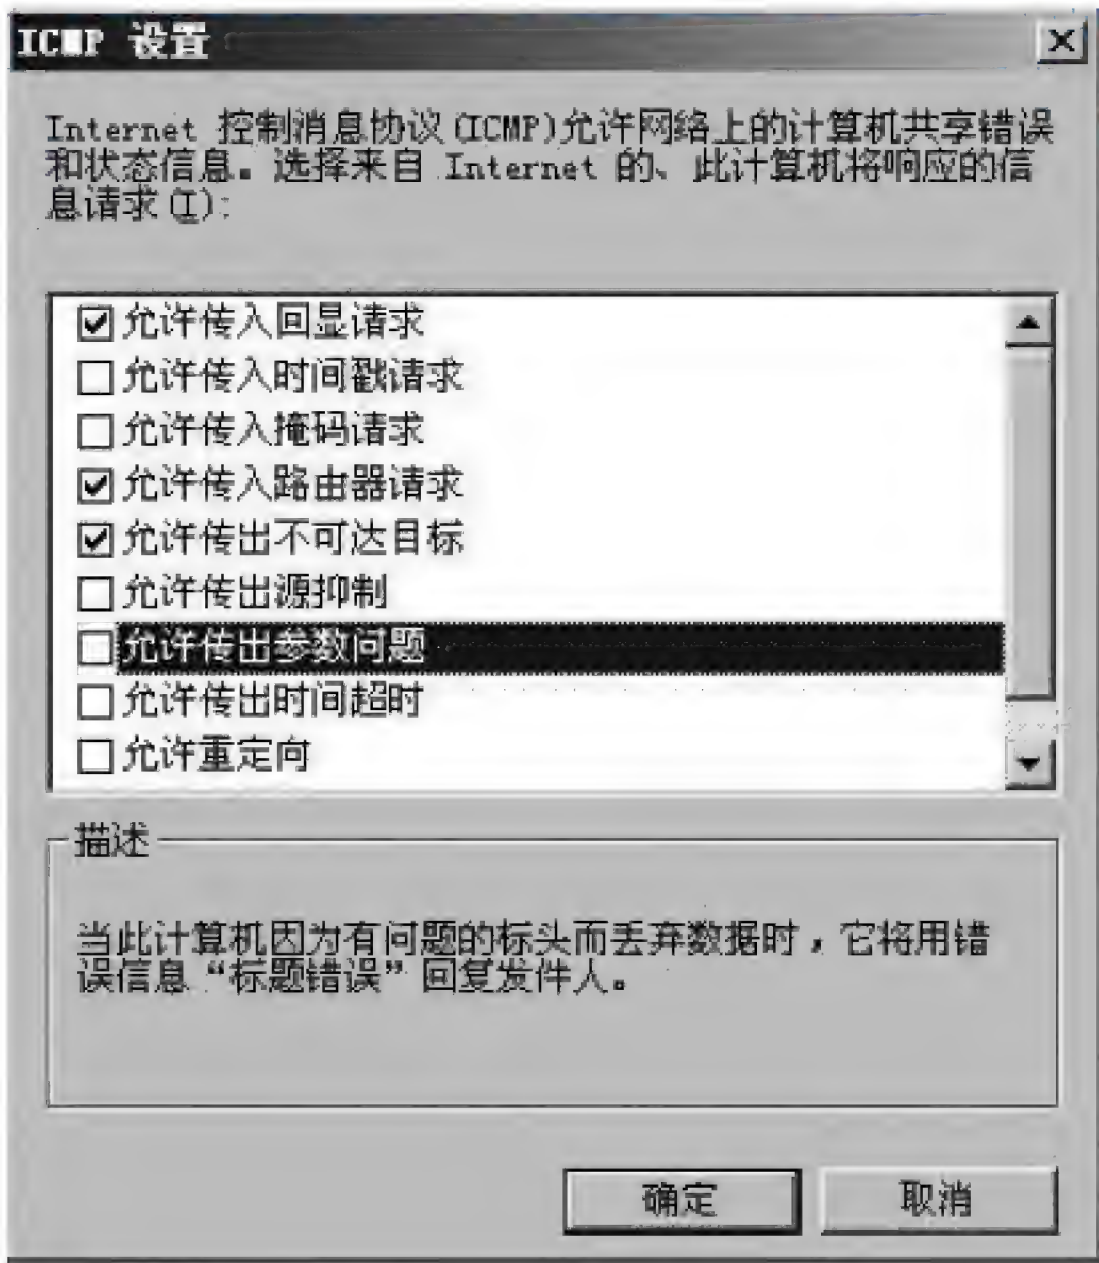 ICMP 设置
Internet 控制消息协议(ICMP)允许网络上的计算机共享错误
和状态信息。选择来自 Internet 的、此计算机将响应的信
息请求(I):
允许传入回显请求
允许传入时间戳请求
允许传入掩码请求
允许传入路由器请求
允许传出不可达目标
允许传出源抑制
允许传出参数问题
允许传出时间超时
允许重定向
描述
当此计算机因为有问题的标头而丢弃数据时，它将用错
误信息“标题错误”回复发件人。
确定
取消